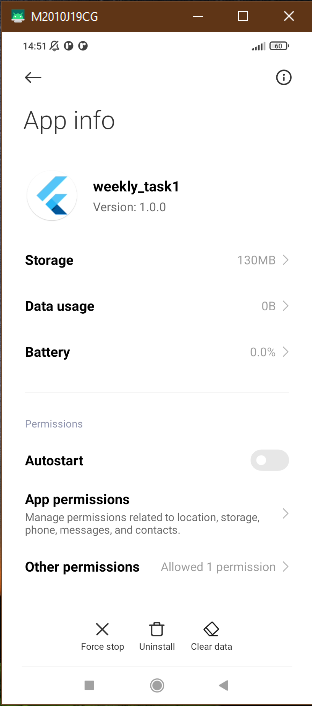 M2010J19CG
14:51
60
App info
weekly_task1
Version: 1.0.0
Storage 130MB
Data usage 0B
Battery 0.0%
Permissions
Autostart
App permissions
Manage permissions related to location, storage,
phone, messages, and contacts.
Other permissions Allowed 1 permission
Force stop Uninstall Clear data